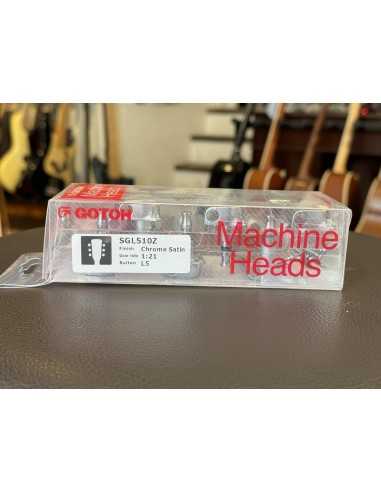 GOTOH
SGL510Z
Finish: Chrome Satin
Gear ratio 1:21
Button: L5
Machine
Heads